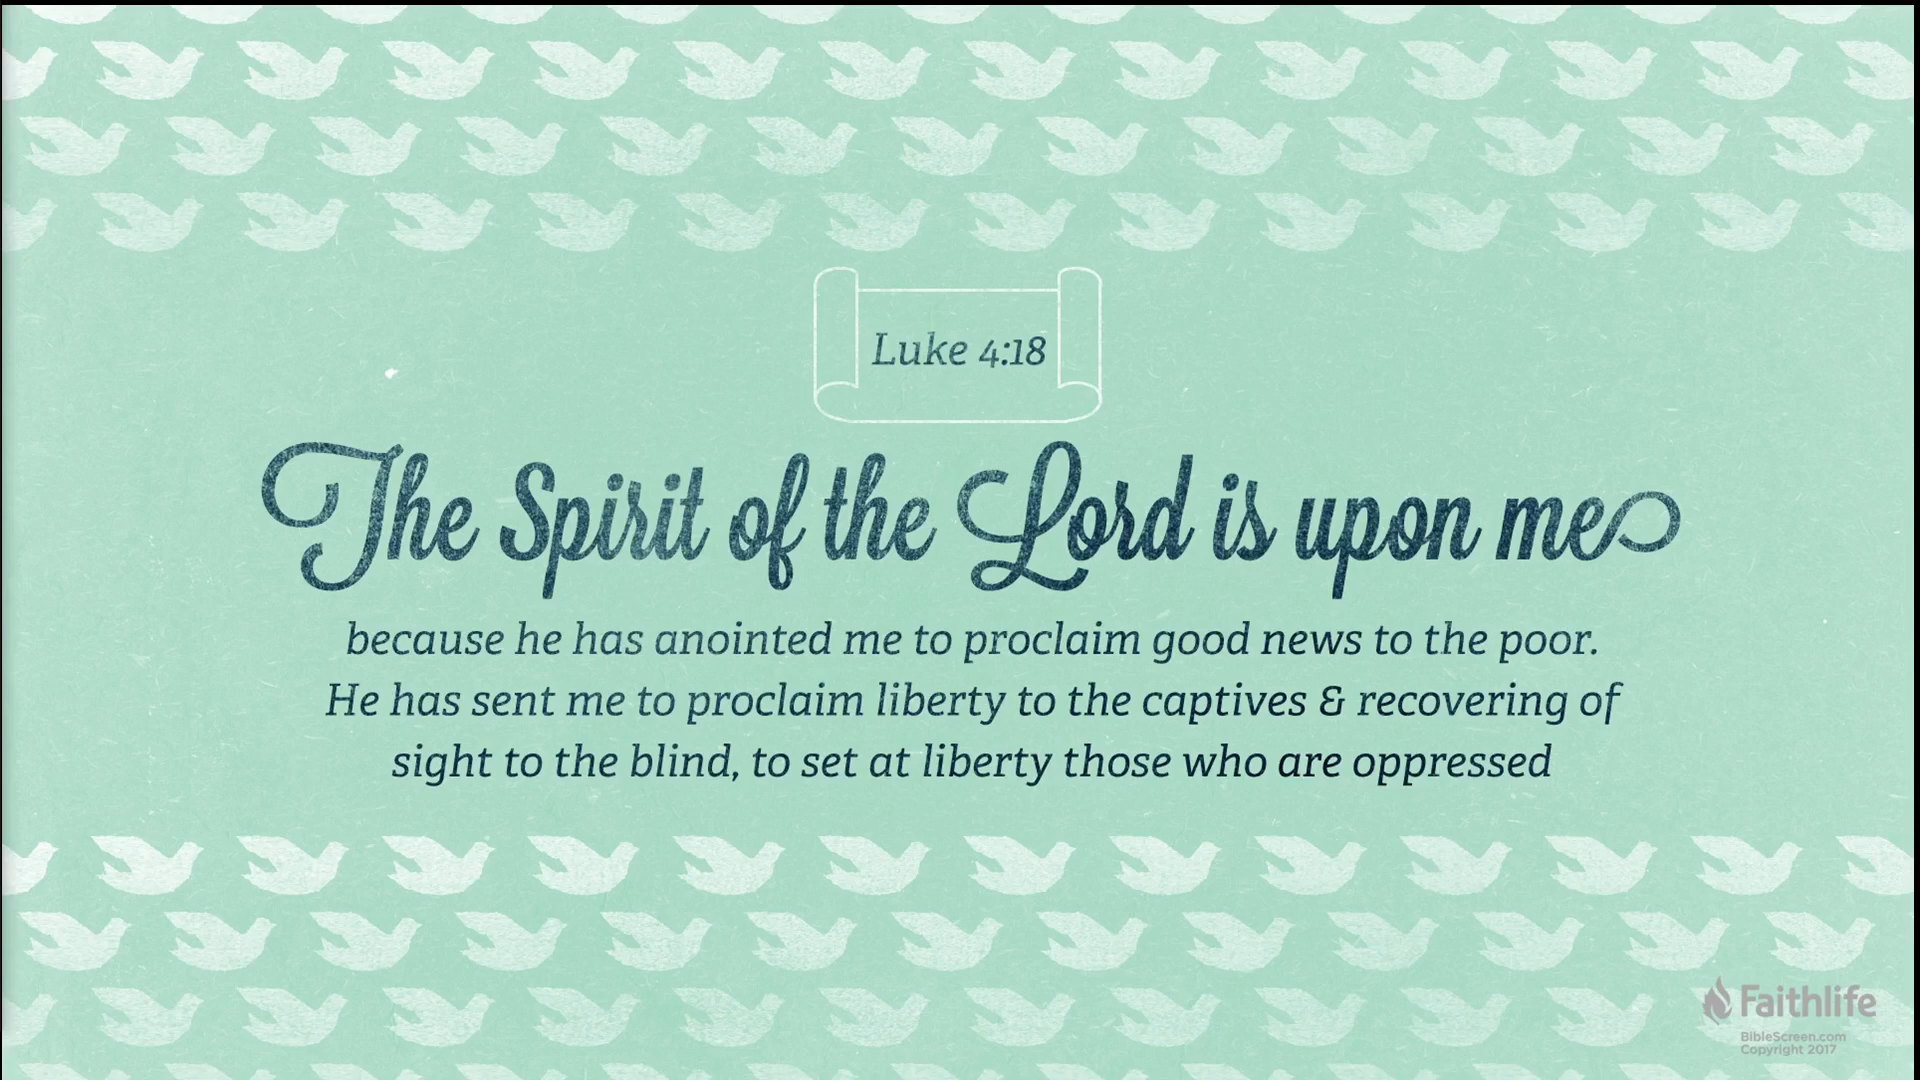 Luke 4:18
The Spirit of the Lord is upon me
because he has anointed me to proclaim good news to the poor.
He has sent me to proclaim liberty to the captives & recovering of
sight to the blind, to set at liberty those who are oppressed
Faithlife
BibleScreen.com
Copyright 2017